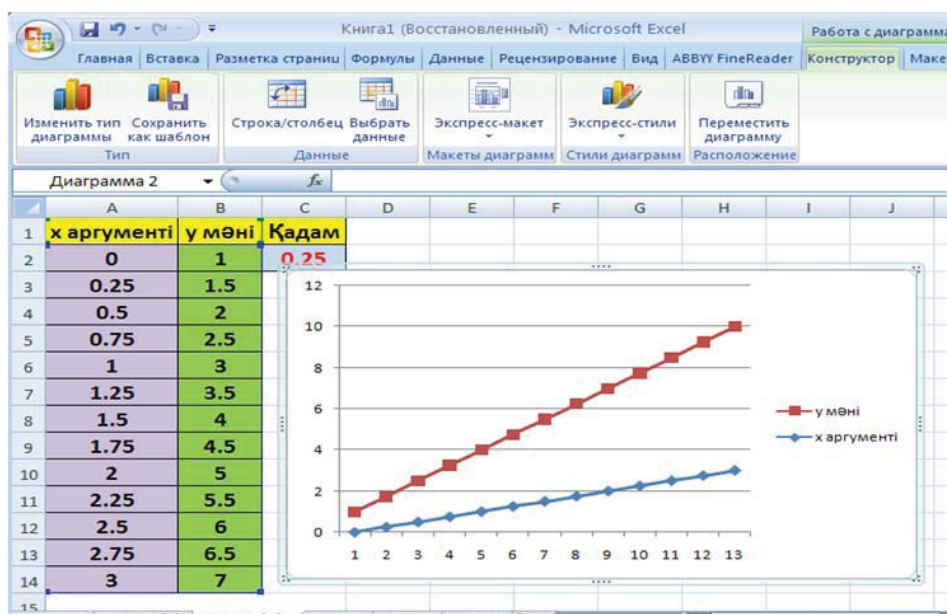 Книга1 (Восстановленный) - Microsoft Excel
Работа с диаграмма
Главная Вставка Разметка страниц Формулы Данные Рецензирование Вид ABBYY FineReader Конструктор Маке
Изменить тип диаграммы Сохранить как шаблон Строка/столбец Выбрать данные Экспресс-макет Экспресс-стили Переместить диаграмму
Тип Данные Макеты диаграмм Стили диаграмм Расположение
Диаграмма 2 fx
A B C D E F G H I J
1 х аргументі у мәні Қадам
2 0 1 0.25
3 0.25 1.5
4 0.5 2
5 0.75 2.5
6 1 3
7 1.25 3.5
8 1.5 4
9 1.75 4.5
10 2 5
11 2.25 5.5
12 2.5 6
13 2.75 6.5
14 3 7
15
12
10
8
6
4
2
0
1 2 3 4 5 6 7 8 9 10 11 12 13
у мәні
х аргументі